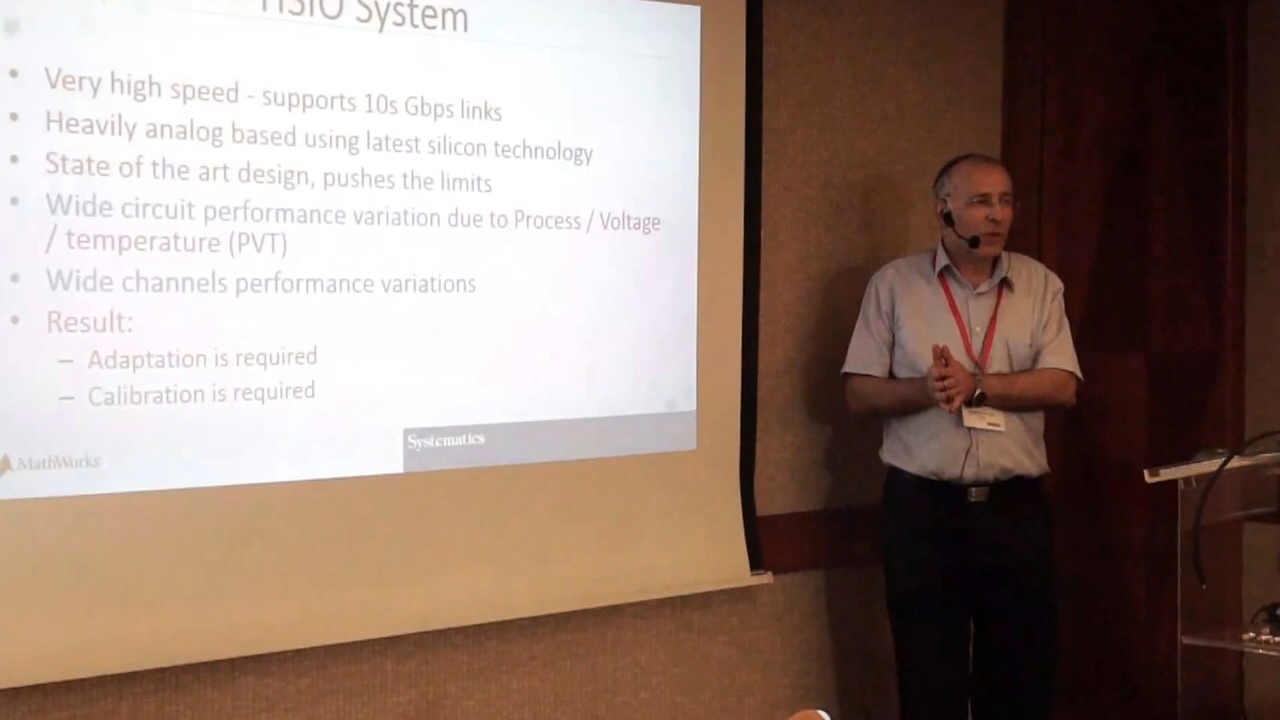 HSIO System
• Very high speed - supports 10s Gbps links
• Heavily analog based using latest silicon technology
• State of the art design, pushes the limits
• Wide circuit performance variation due to Process / Voltage
/ temperature (PVT)
• Wide channels performance variations
• Result:
– Adaptation is required
– Calibration is required
Systematics
MathWorks